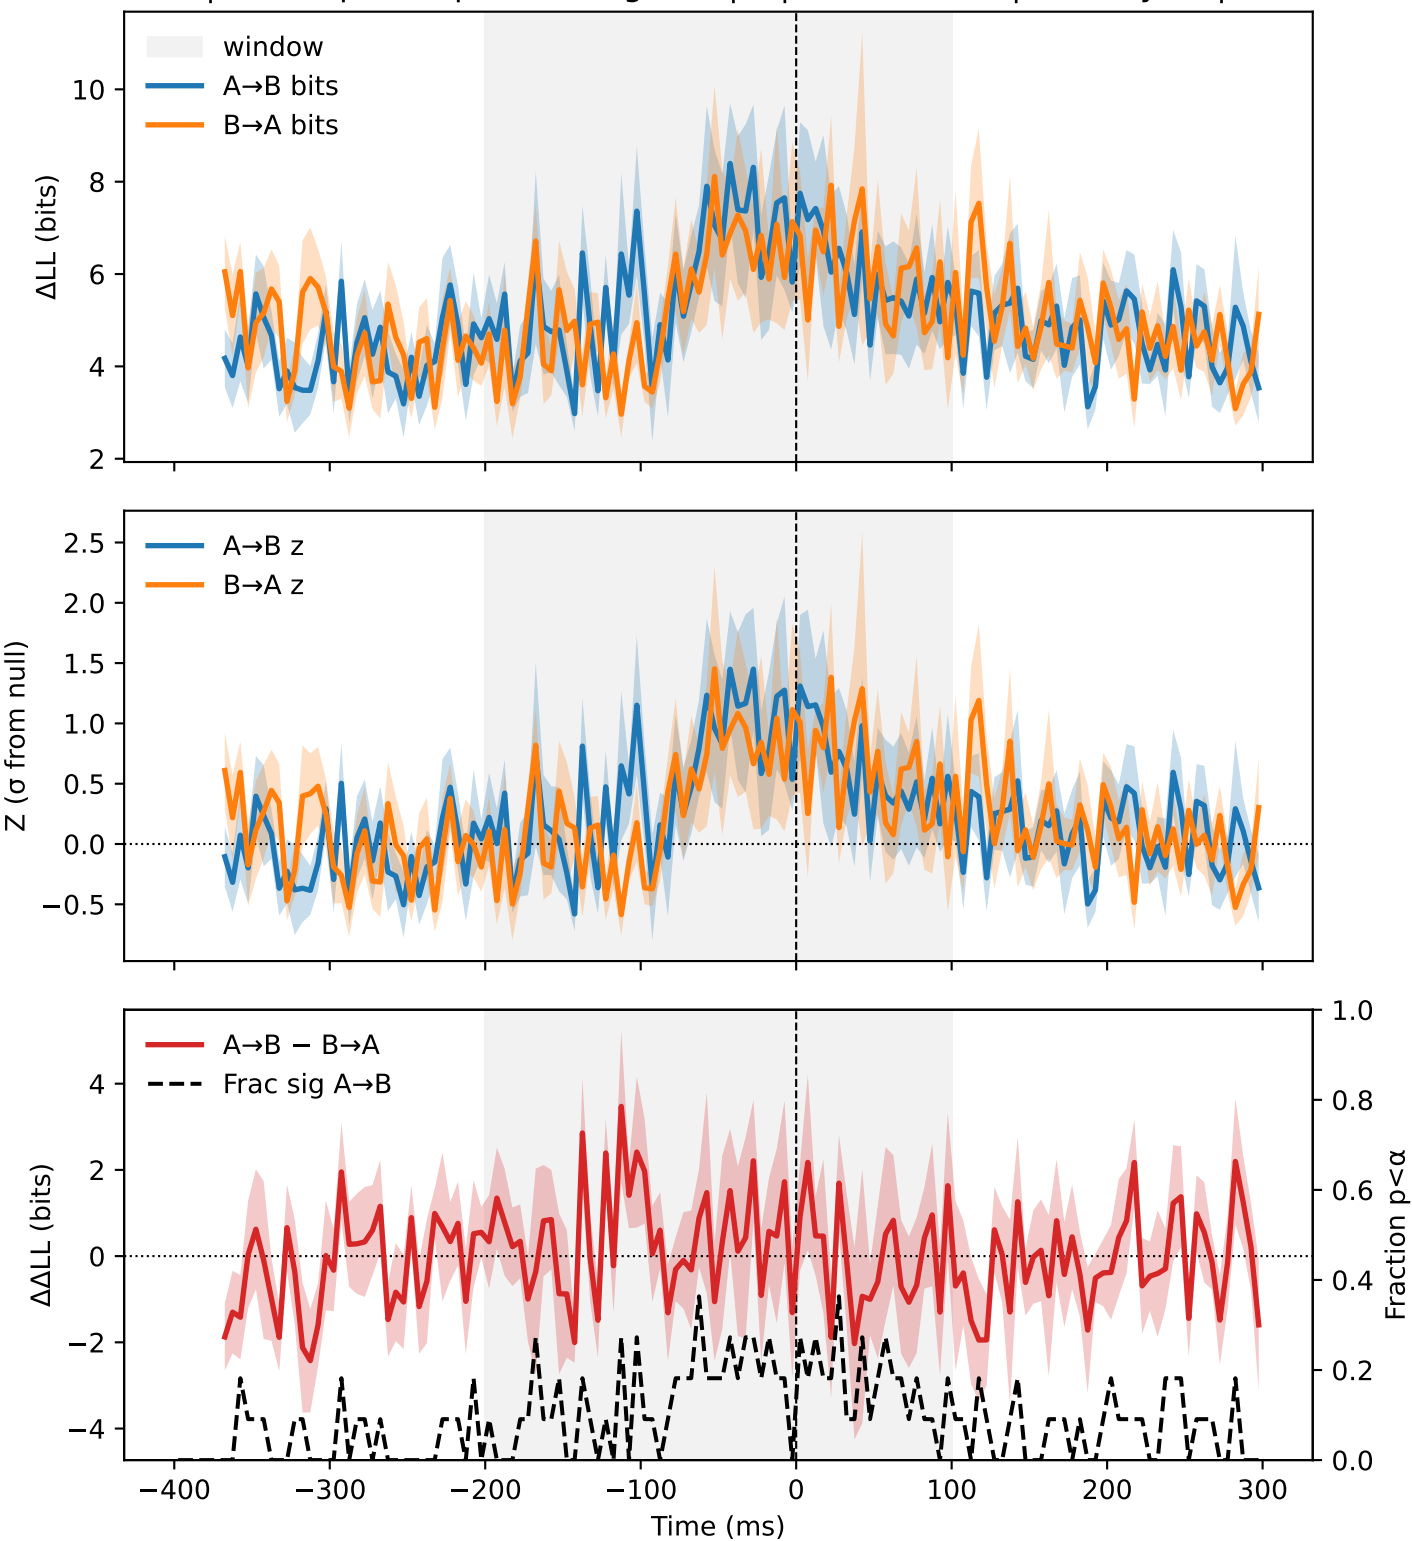 window
A→B bits
B→A bits
ΔLL (bits)
10
8
6
4
2
A→B z
B→A z
Z (σ from null)
2.5
2.0
1.5
1.0
0.5
0.0
−0.5
A→B − B→A
Frac sig A→B
ΔΔLL (bits)
4
2
0
−2
−4
1.0
0.8
0.6
0.4
0.2
0.0
Fraction p<α
−400 −300 −200 −100 0 100 200 300
Time (ms)